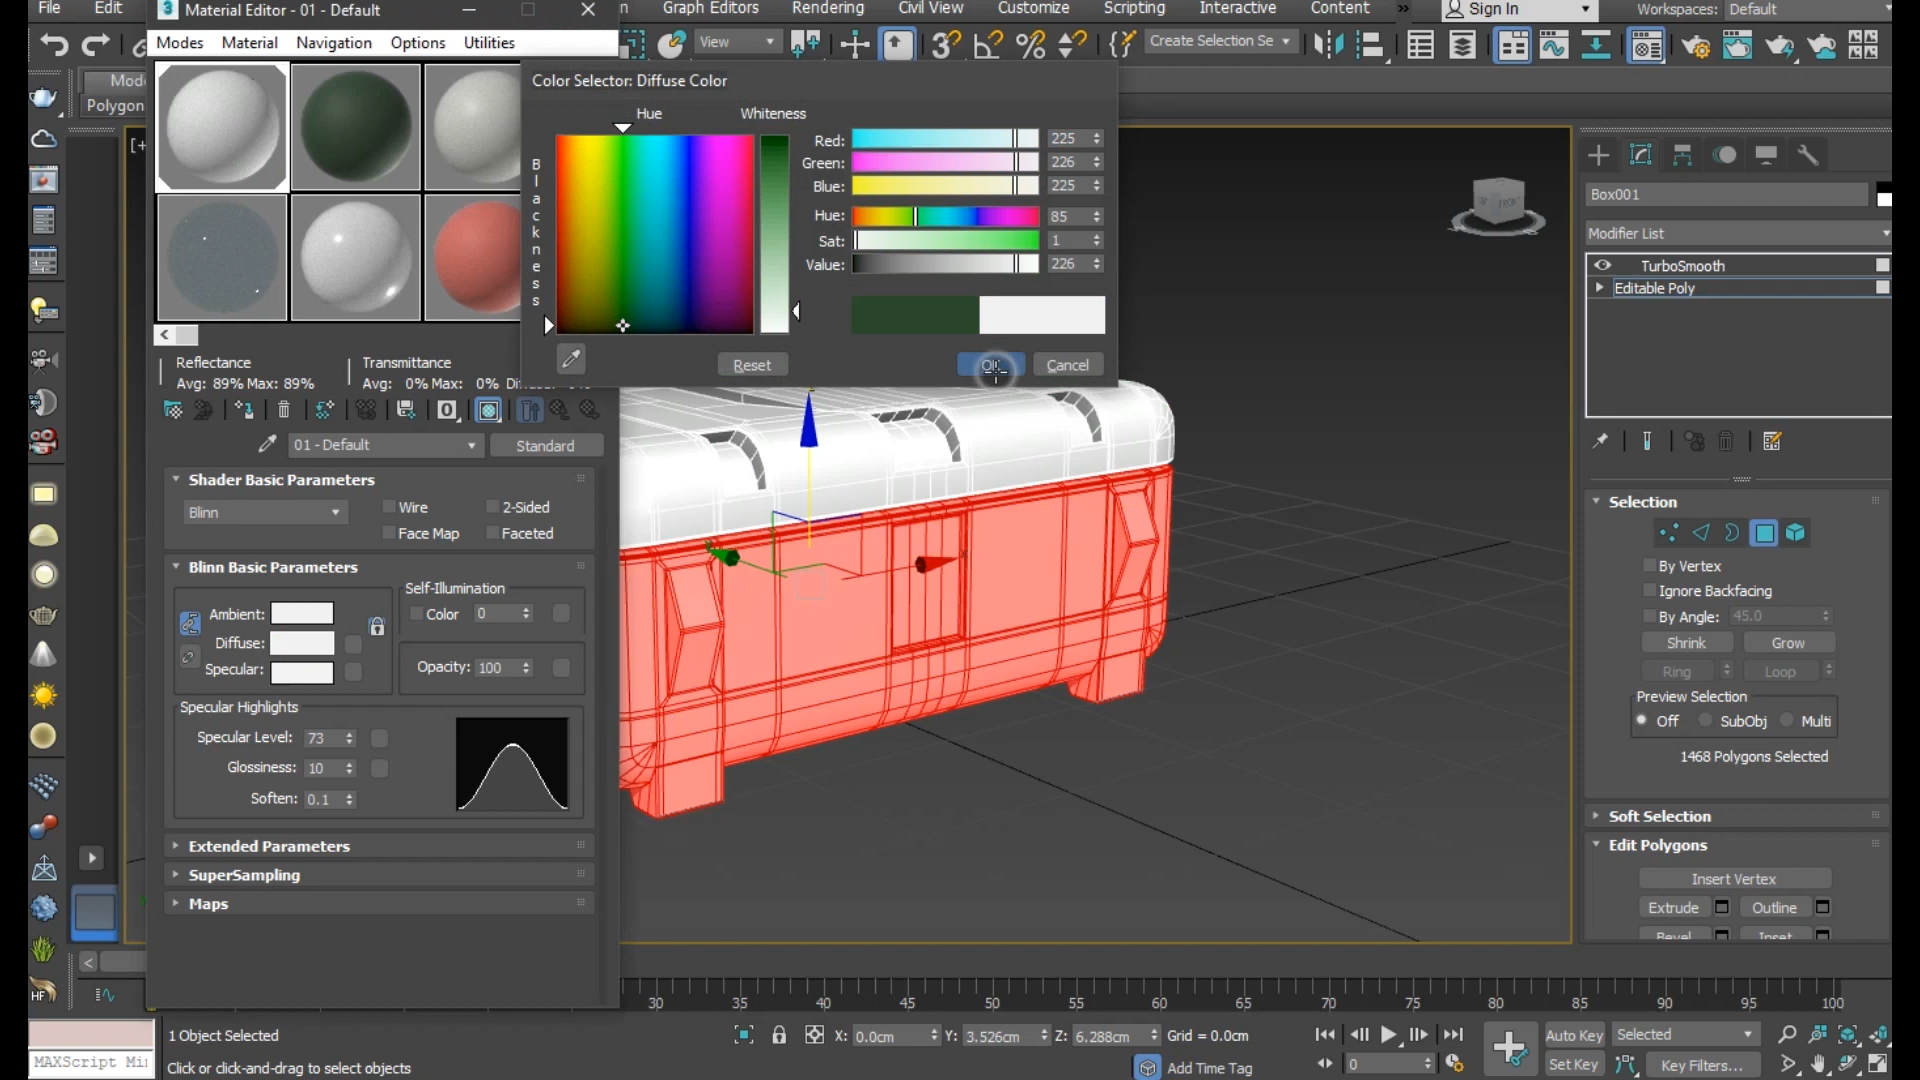 File Edit Graph Editors Rendering Civil View Customize Scripting Interactive Content » Sign In Workspaces: Default
Material Editor - 01 - Default
Modes Material Navigation Options Utilities
View Create Selection Se
Polygon
Color Selector: Diffuse Color
Hue Whiteness
Blackness
Red: 225
Green: 226
Blue: 225
Hue: 85
Sat: 1
Value: 226
Reset Cancel
Reflectance Transmittance
Avg: 89% Max: 89% Avg: 0% Max: 0%
01 - Default Standard
Shader Basic Parameters
Blinn Wire 2-Sided
Face Map Faceted
Blinn Basic Parameters
Self-Illumination
Ambient: Color 0
Diffuse:
Specular: Opacity: 100
Specular Highlights
Specular Level: 73
Glossiness: 10
Soften: 0.1
Extended Parameters
SuperSampling
Maps
FRONT
Box001
Modifier List
TurboSmooth
Editable Poly
Selection
By Vertex
Ignore Backfacing
By Angle: 45.0
Shrink Grow
Ring Loop
Preview Selection
Off SubObj Multi
1468 Polygons Selected
Soft Selection
Edit Polygons
Insert Vertex
Extrude Outline
Bevel Inset
30 35 40 45 50 55 60 65 70 75 80 85 90 95 100
1 Object Selected X: 0.0cm Y: 3.526cm Z: 6.288cm Grid = 0.0cm Auto Key Selected
Click or click-and-drag to select objects Add Time Tag 0 Set Key Key Filters...
MAXScript Mi
HF